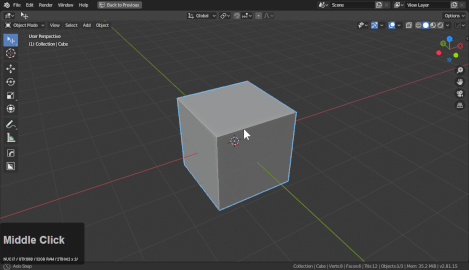 File Edit Render Window Help Back to Previous Scene View Layer
Global Options
Object Mode View Select Add Object
User Perspective
(1) Collection | Cube
Middle Click
Axis Snap Collection | Cube | Verts:8 | Faces:6 | Tris:12 | Objects:1/1 | Mem: 35.2 MiB | v2.81.15